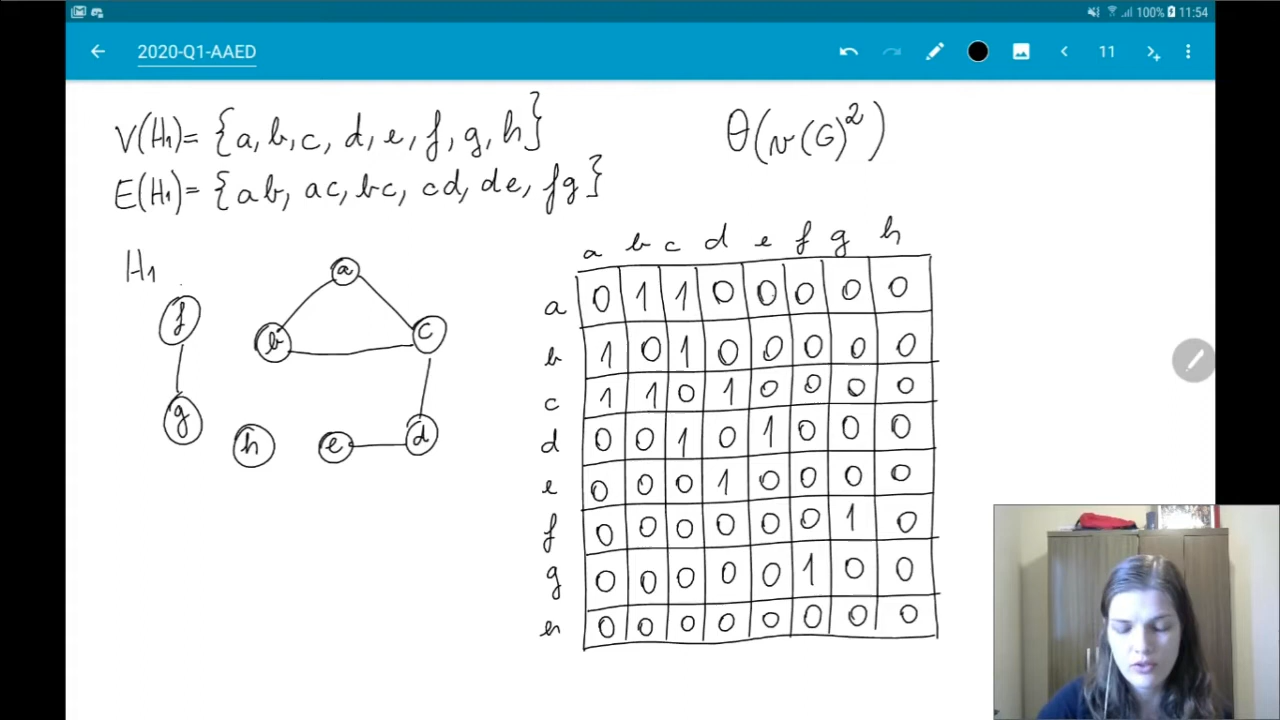 100% 11:54
2020-Q1-AAED
11
V(H₁)= {a, b, c, d, e, f, g, h}
θ(v(G)²)
E(H₁)= {ab, ac, bc, cd, de, fg}
H₁
a
f
b
c
g
h
e
d
a b c d e f g h
a 0 1 1 0 0 0 0 0
b 1 0 1 0 0 0 0 0
c 1 1 0 1 0 0 0 0
d 0 0 1 0 1 0 0 0
e 0 0 0 1 0 0 0 0
f 0 0 0 0 0 0 1 0
g 0 0 0 0 0 1 0 0
h 0 0 0 0 0 0 0 0